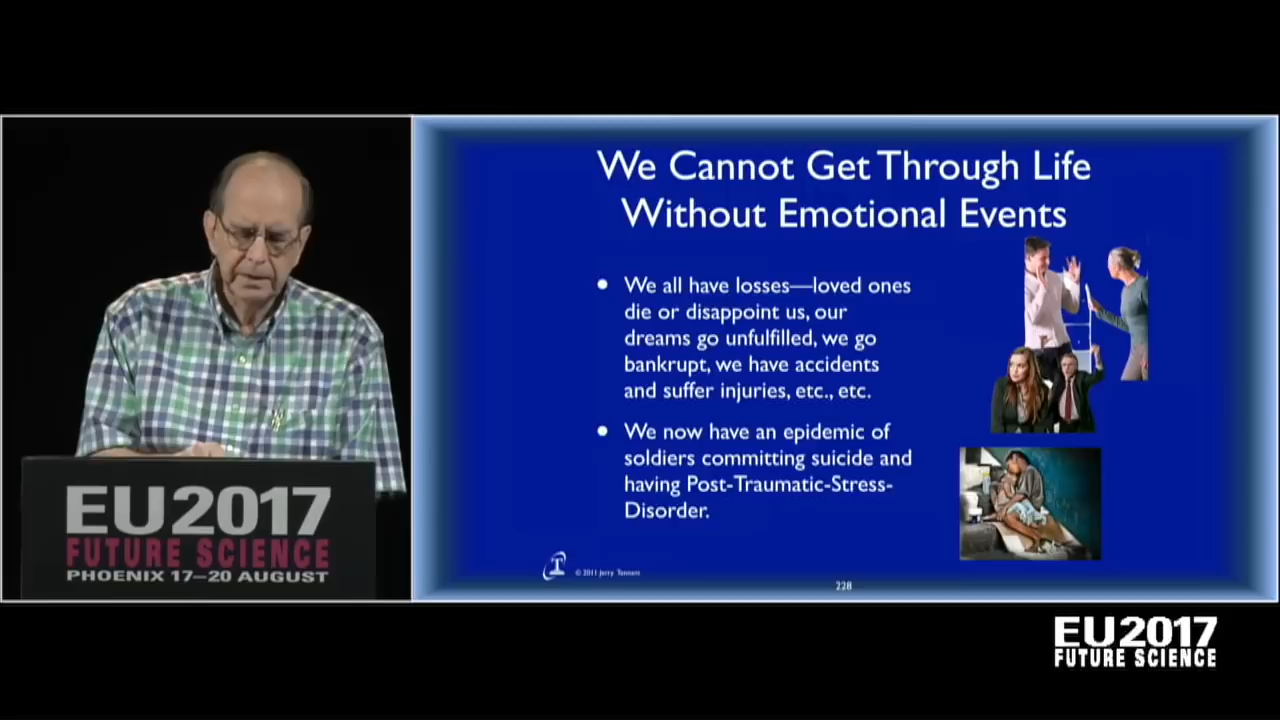 We Cannot Get Through Life
Without Emotional Events
We all have losses—loved ones
die or disappoint us, our
dreams go unfulfilled, we go
bankrupt, we have accidents
and suffer injuries, etc., etc.
We now have an epidemic of
soldiers committing suicide and
having Post-Traumatic-Stress-
Disorder.
© 2011 Jerry Tennant
228
EU2017
FUTURE SCIENCE
PHOENIX 17–20 AUGUST
EU2017
FUTURE SCIENCE